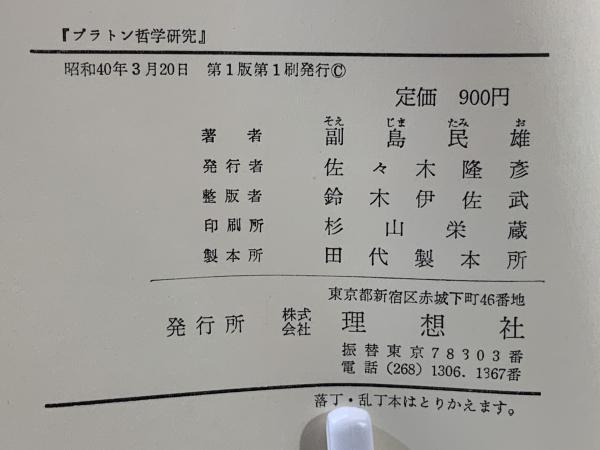 『プラトン哲学研究』
昭和40年3月20日 第1版第1刷発行©
定価 900円
そえ じま たみ お
著者 副島民雄
発行者 佐々木隆彦
整版者 鈴木伊佐武
印刷所 杉山栄蔵
製本所 田代製本所
東京都新宿区赤城下町46番地
発行所 株式会社 理想社
振替東京78303番
電話 (268) 1306. 1367番
落丁・乱丁本はとりかえます。